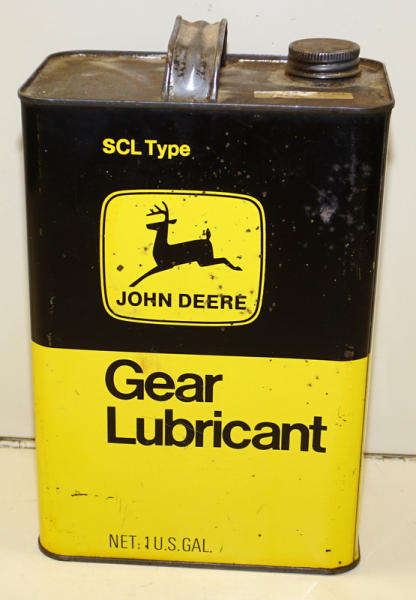 SCL Type
JOHN DEERE
Gear
Lubricant
NET: 1 U.S. GAL.